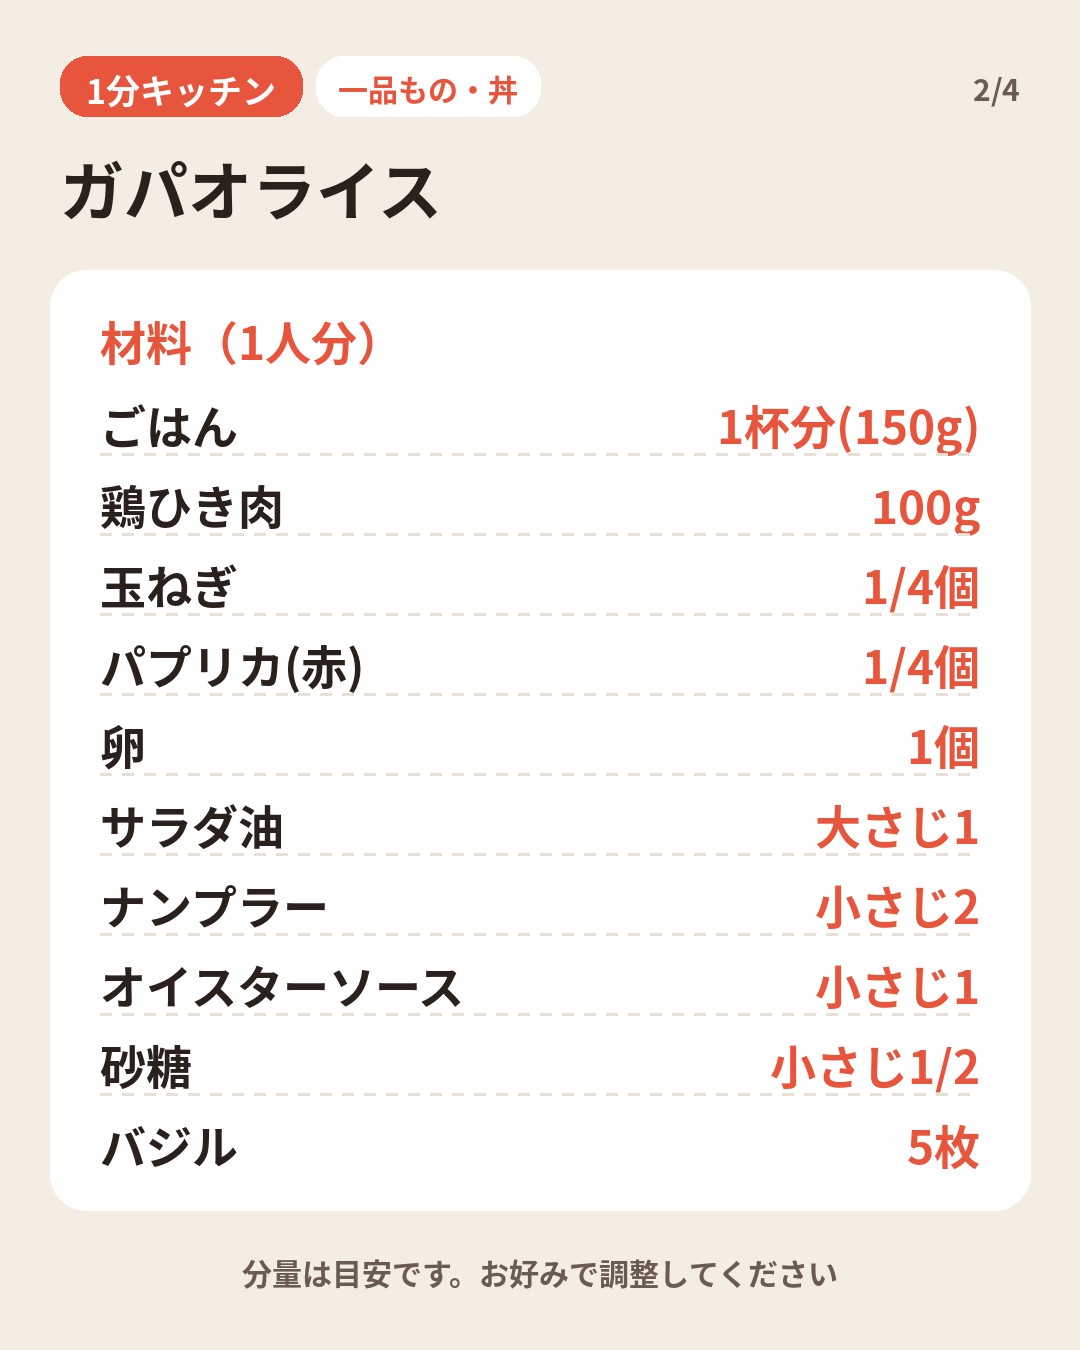 1分キッチン 一品もの・丼 2/4
ガパオライス
材料（1人分）
ごはん 1杯分(150g)
鶏ひき肉 100g
玉ねぎ 1/4個
パプリカ(赤) 1/4個
卵 1個
サラダ油 大さじ1
ナンプラー 小さじ2
オイスターソース 小さじ1
砂糖 小さじ1/2
バジル 5枚
分量は目安です。お好みで調整してください